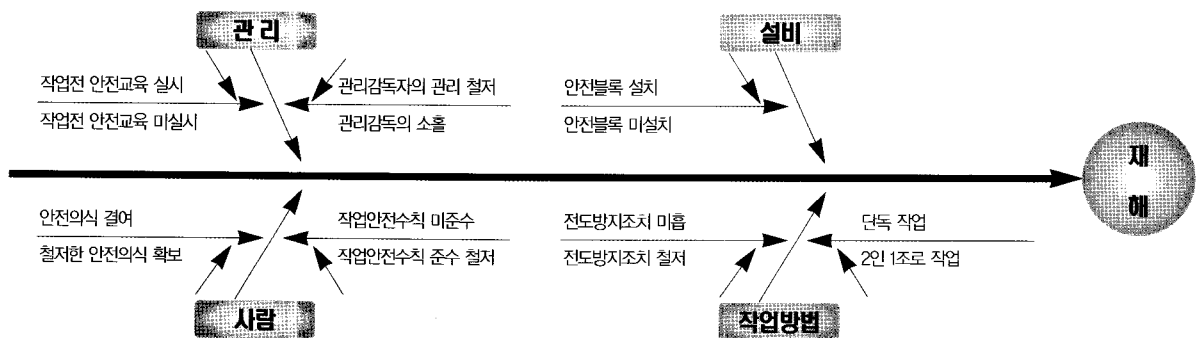 관리
설비
작업전 안전교육 실시
관리감독자의 관리 철저
안전블록 설치
작업전 안전교육 미실시
관리감독의 소홀
안전블록 미설치
재
해
안전의식 결여
작업안전수칙 미준수
전도방지조치 미흡
단독 작업
철저한 안전의식 확보
작업안전수칙 준수 철저
전도방지조치 철저
2인 1조로 작업
사람
작업방법